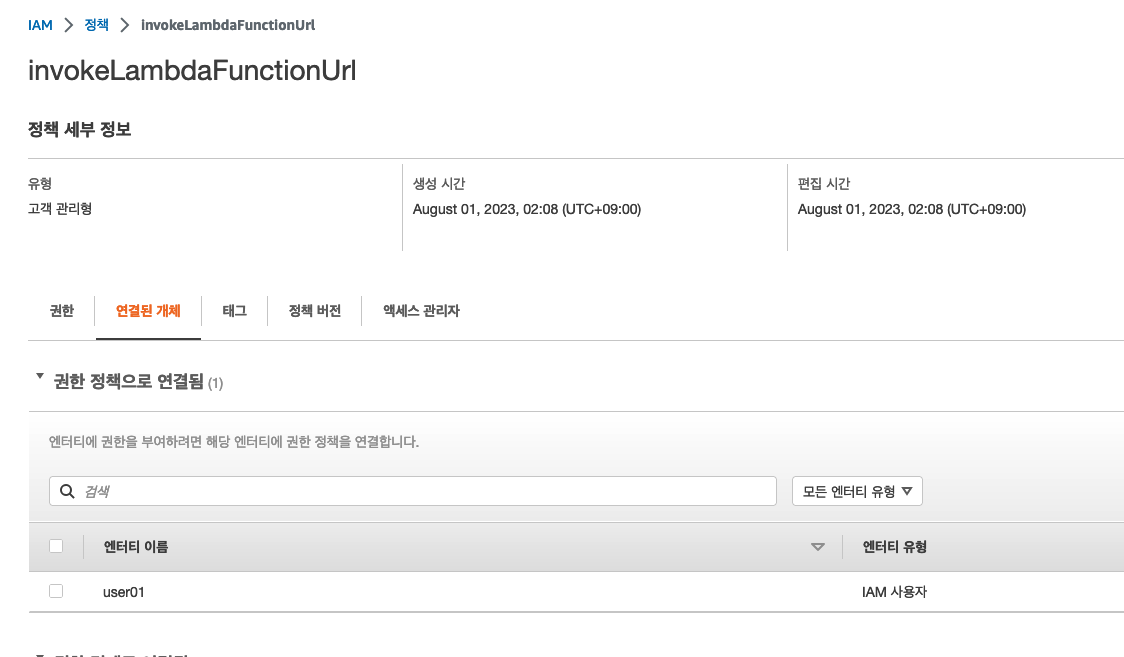 IAM > 정책 > invokeLambdaFunctionUrl
invokeLambdaFunctionUrl
정책 세부 정보
유형
고객 관리형
생성 시간
August 01, 2023, 02:08 (UTC+09:00)
편집 시간
August 01, 2023, 02:08 (UTC+09:00)
권한 연결된 개체 태그 정책 버전 액세스 관리자
권한 정책으로 연결됨 (1)
엔터티에 권한을 부여하려면 해당 엔터티에 권한 정책을 연결합니다.
검색 모든 엔터티 유형
엔터티 이름 엔터티 유형
user01 IAM 사용자